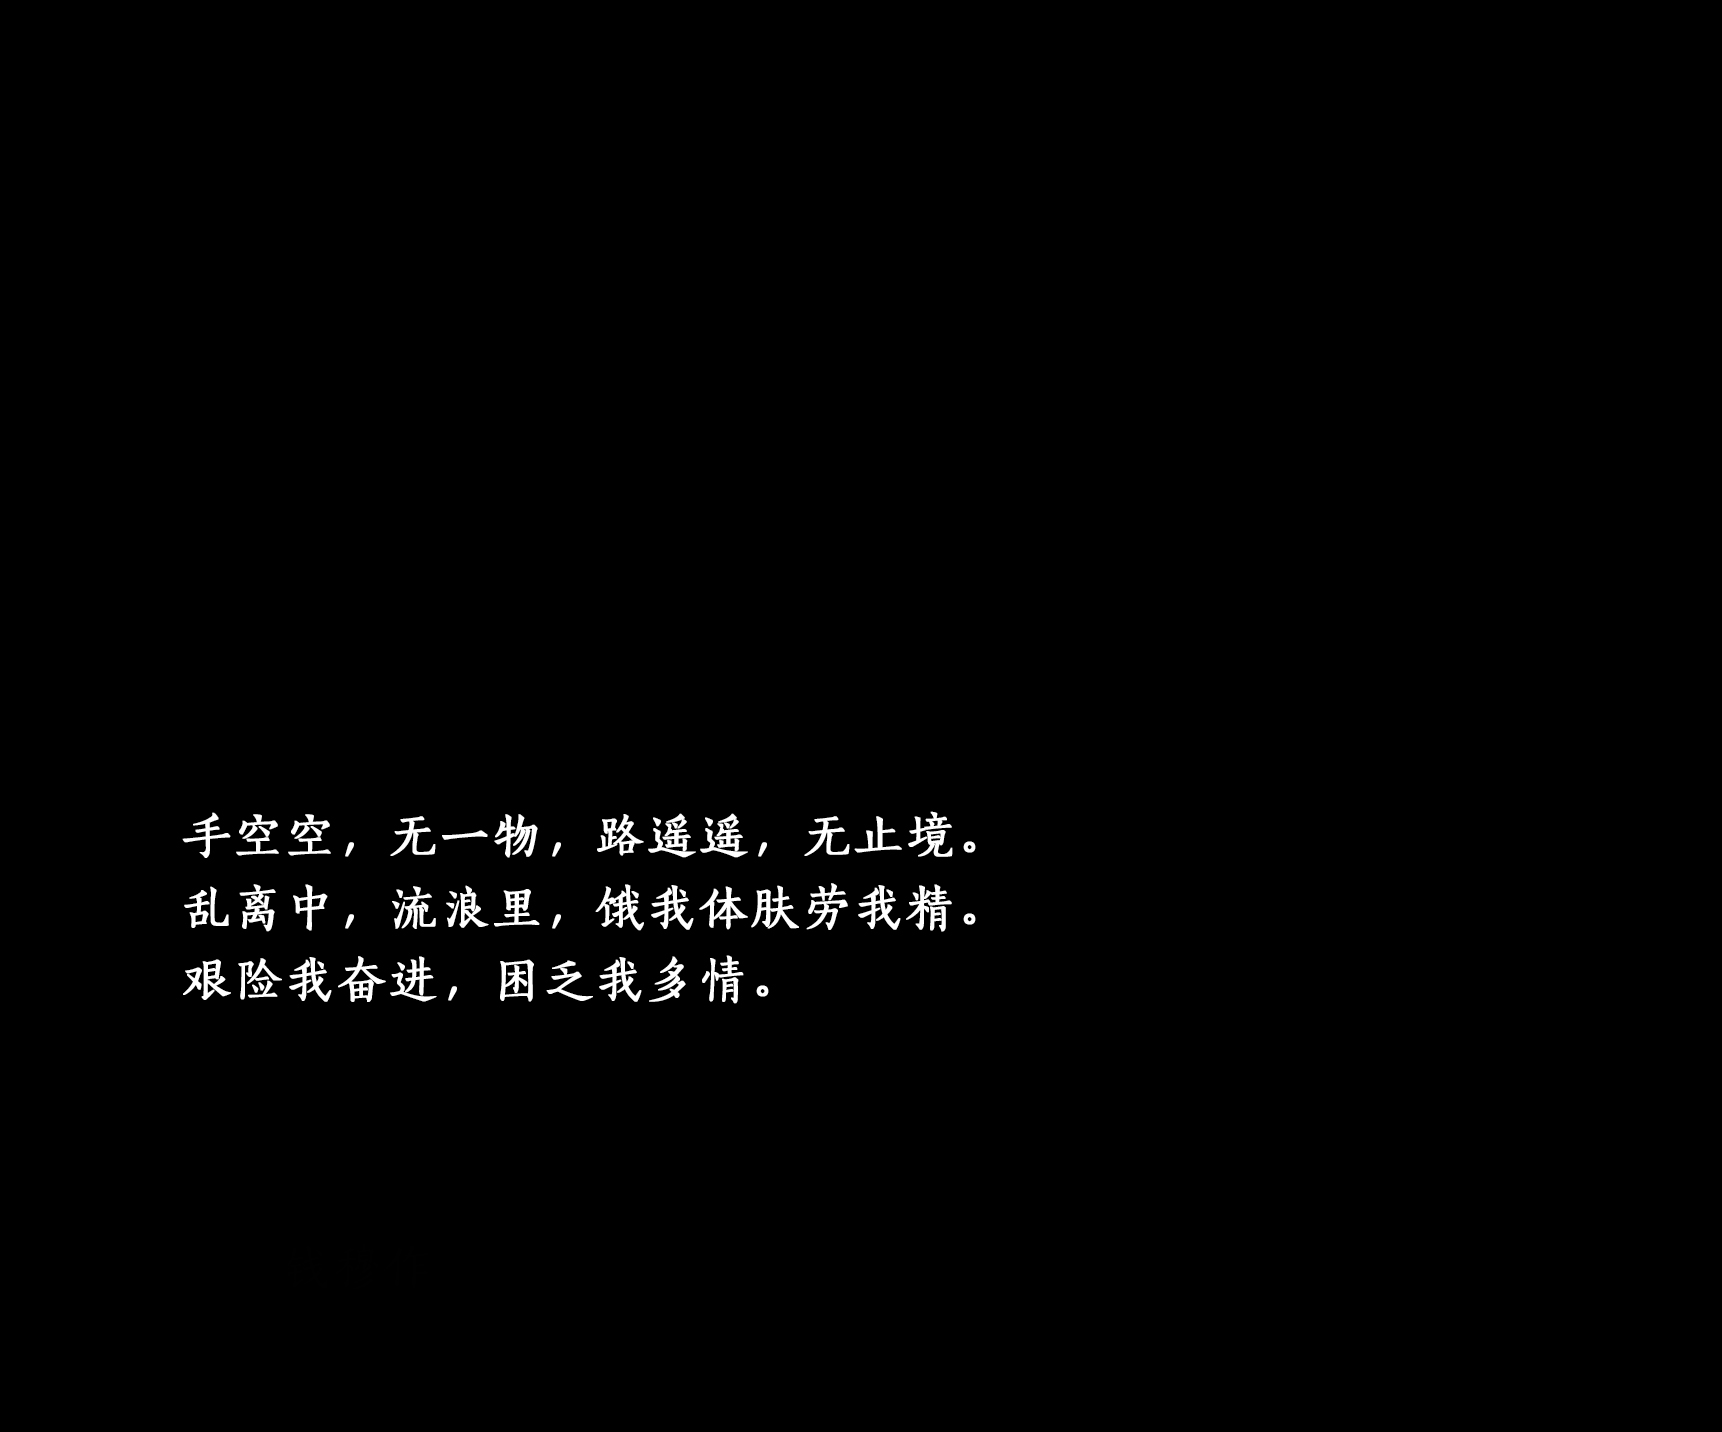 手空空，无一物，路遥遥，无止境。
乱离中，流浪里，饿我体肤劳我精。
艰险我奋进，困乏我多情。